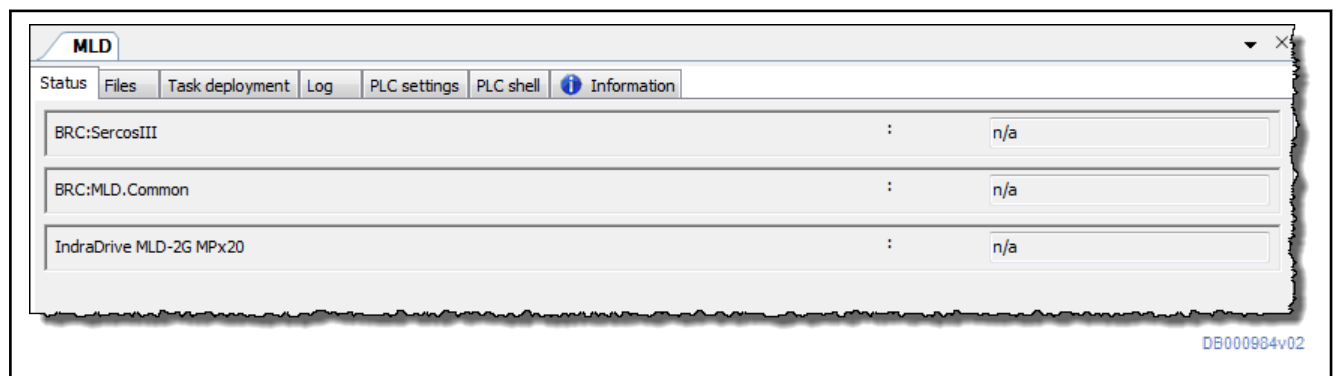 MLD
Status Files Task deployment Log PLC settings PLC shell Information
BRC:SercosIII : n/a
BRC:MLD.Common : n/a
IndraDrive MLD-2G MPx20 : n/a
DB000984v02